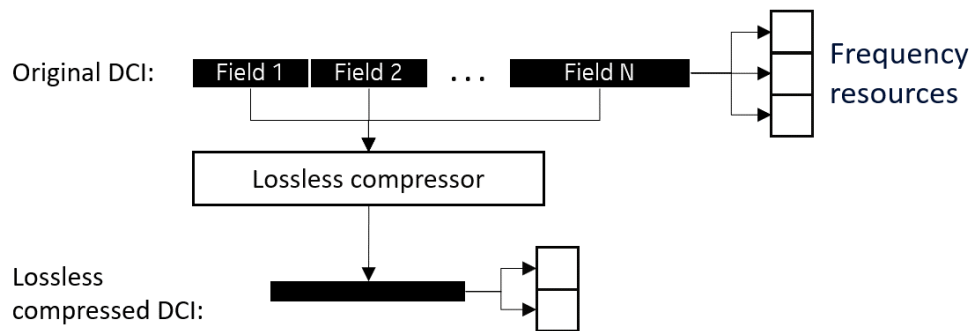 Original DCI:
Field 1
Field 2
...
Field N
Frequency
resources
Lossless compressor
Lossless
compressed DCI: